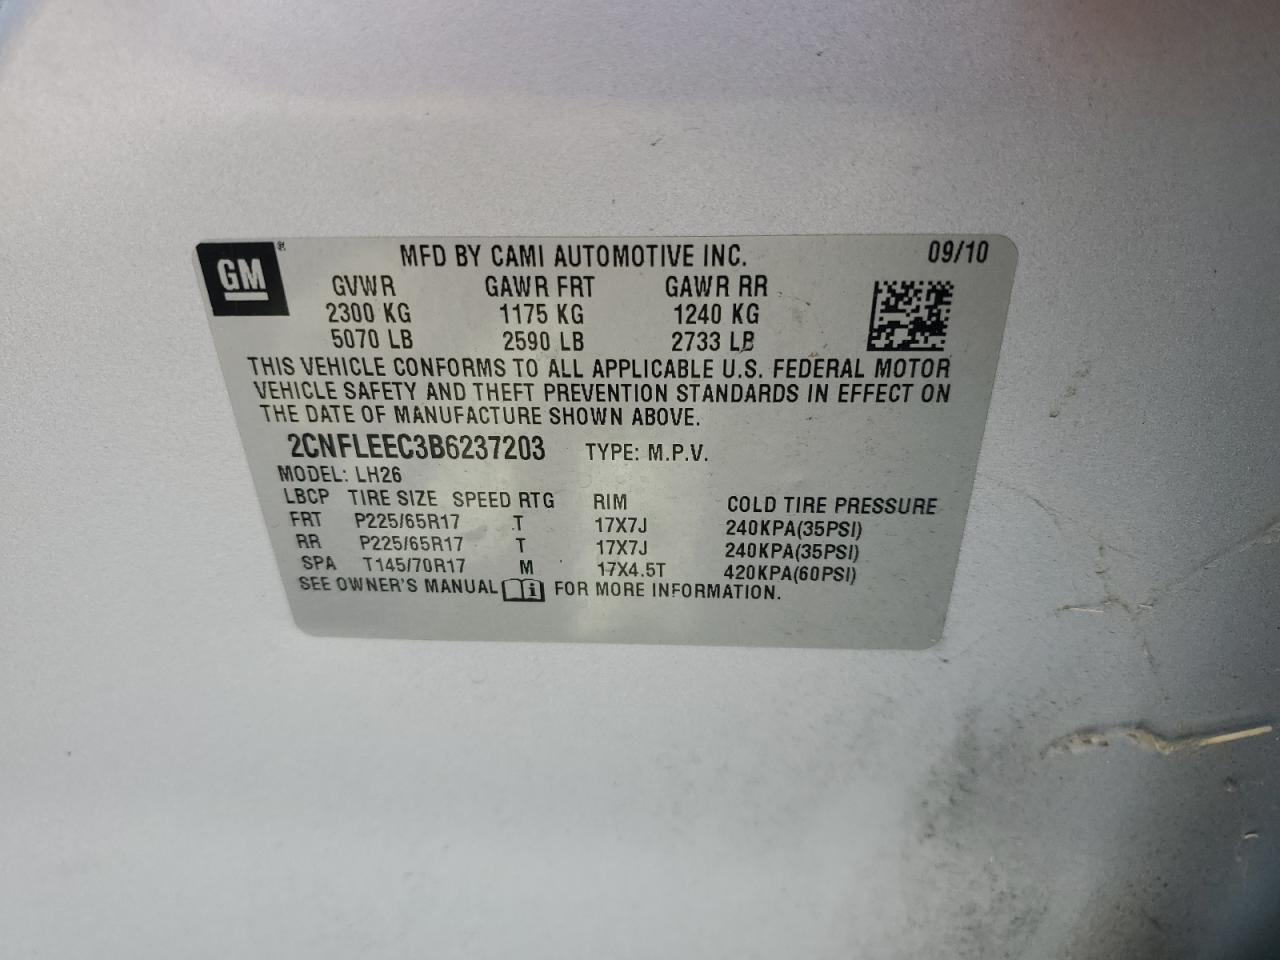 GM®
MFD BY CAMI AUTOMOTIVE INC. 09/10
GVWR GAWR FRT GAWR RR
2300 KG 1175 KG 1240 KG
5070 LB 2590 LB 2733 LB
THIS VEHICLE CONFORMS TO ALL APPLICABLE U.S. FEDERAL MOTOR
VEHICLE SAFETY AND THEFT PREVENTION STANDARDS IN EFFECT ON
THE DATE OF MANUFACTURE SHOWN ABOVE.
2CNFLEEC3B6237203 TYPE: M.P.V.
MODEL: LH26
LBCP TIRE SIZE SPEED RTG RIM COLD TIRE PRESSURE
FRT P225/65R17 T 17X7J 240KPA(35PSI)
RR P225/65R17 T 17X7J 240KPA(35PSI)
SPA T145/70R17 M 17X4.5T 420KPA(60PSI)
SEE OWNER'S MANUAL i FOR MORE INFORMATION.